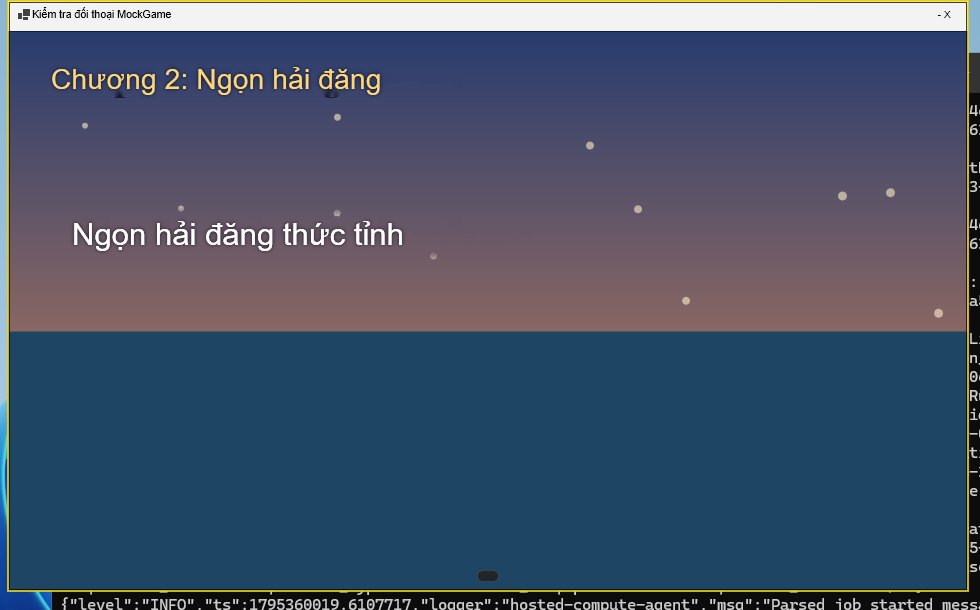 Kiểm tra đối thoại MockGame
- X
Chương 2: Ngọn hải đăng
Ngọn hải đăng thức tỉnh
{"level":"INFO","ts":1795360019.6107717,"logger":"hosted-compute-agent","msg":"Parsed job started mes